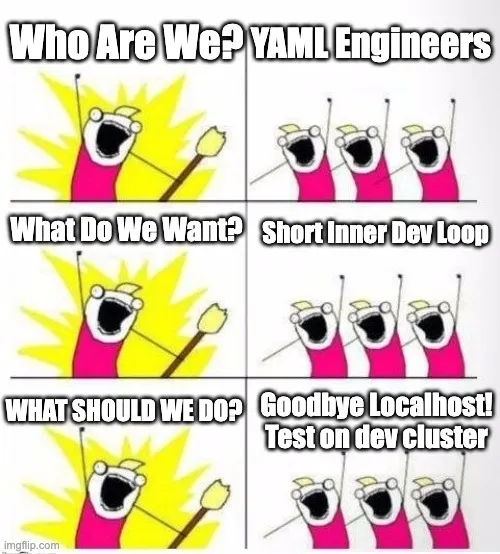 Who Are We?
YAML Engineers
What Do We Want?
Short Inner Dev Loop
WHAT SHOULD WE DO?
Goodbye Localhost!
Test on dev cluster
imgflip.com